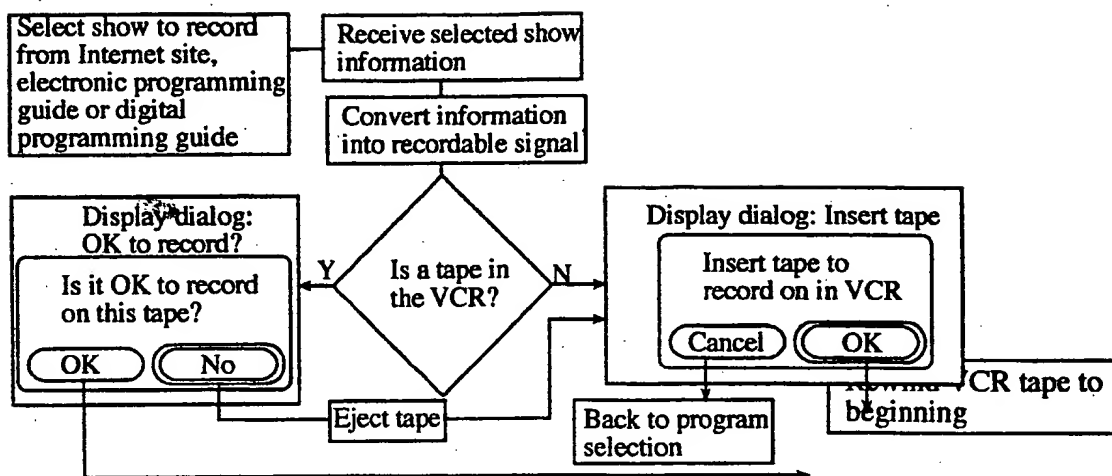 Select show to record
from Internet site,
electronic programming
guide or digital
programming guide
Receive selected show
information
Convert information
into recordable signal
Display dialog:
OK to record?
Is it OK to record
on this tape?
OK
No
Y
Is a tape in
the VCR?
N
Display dialog: Insert tape
Insert tape to
record on in VCR
Cancel
OK
Eject tape
Back to program
selection
VCR tape to
beginning